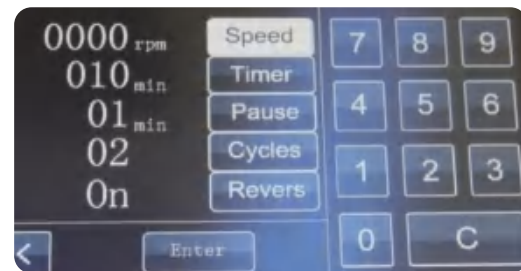 0000 rpm Speed
010 min Timer
01 min Pause
02 Cycles
0n Revers
< Enter
7 8 9
4 5 6
1 2 3
0 C